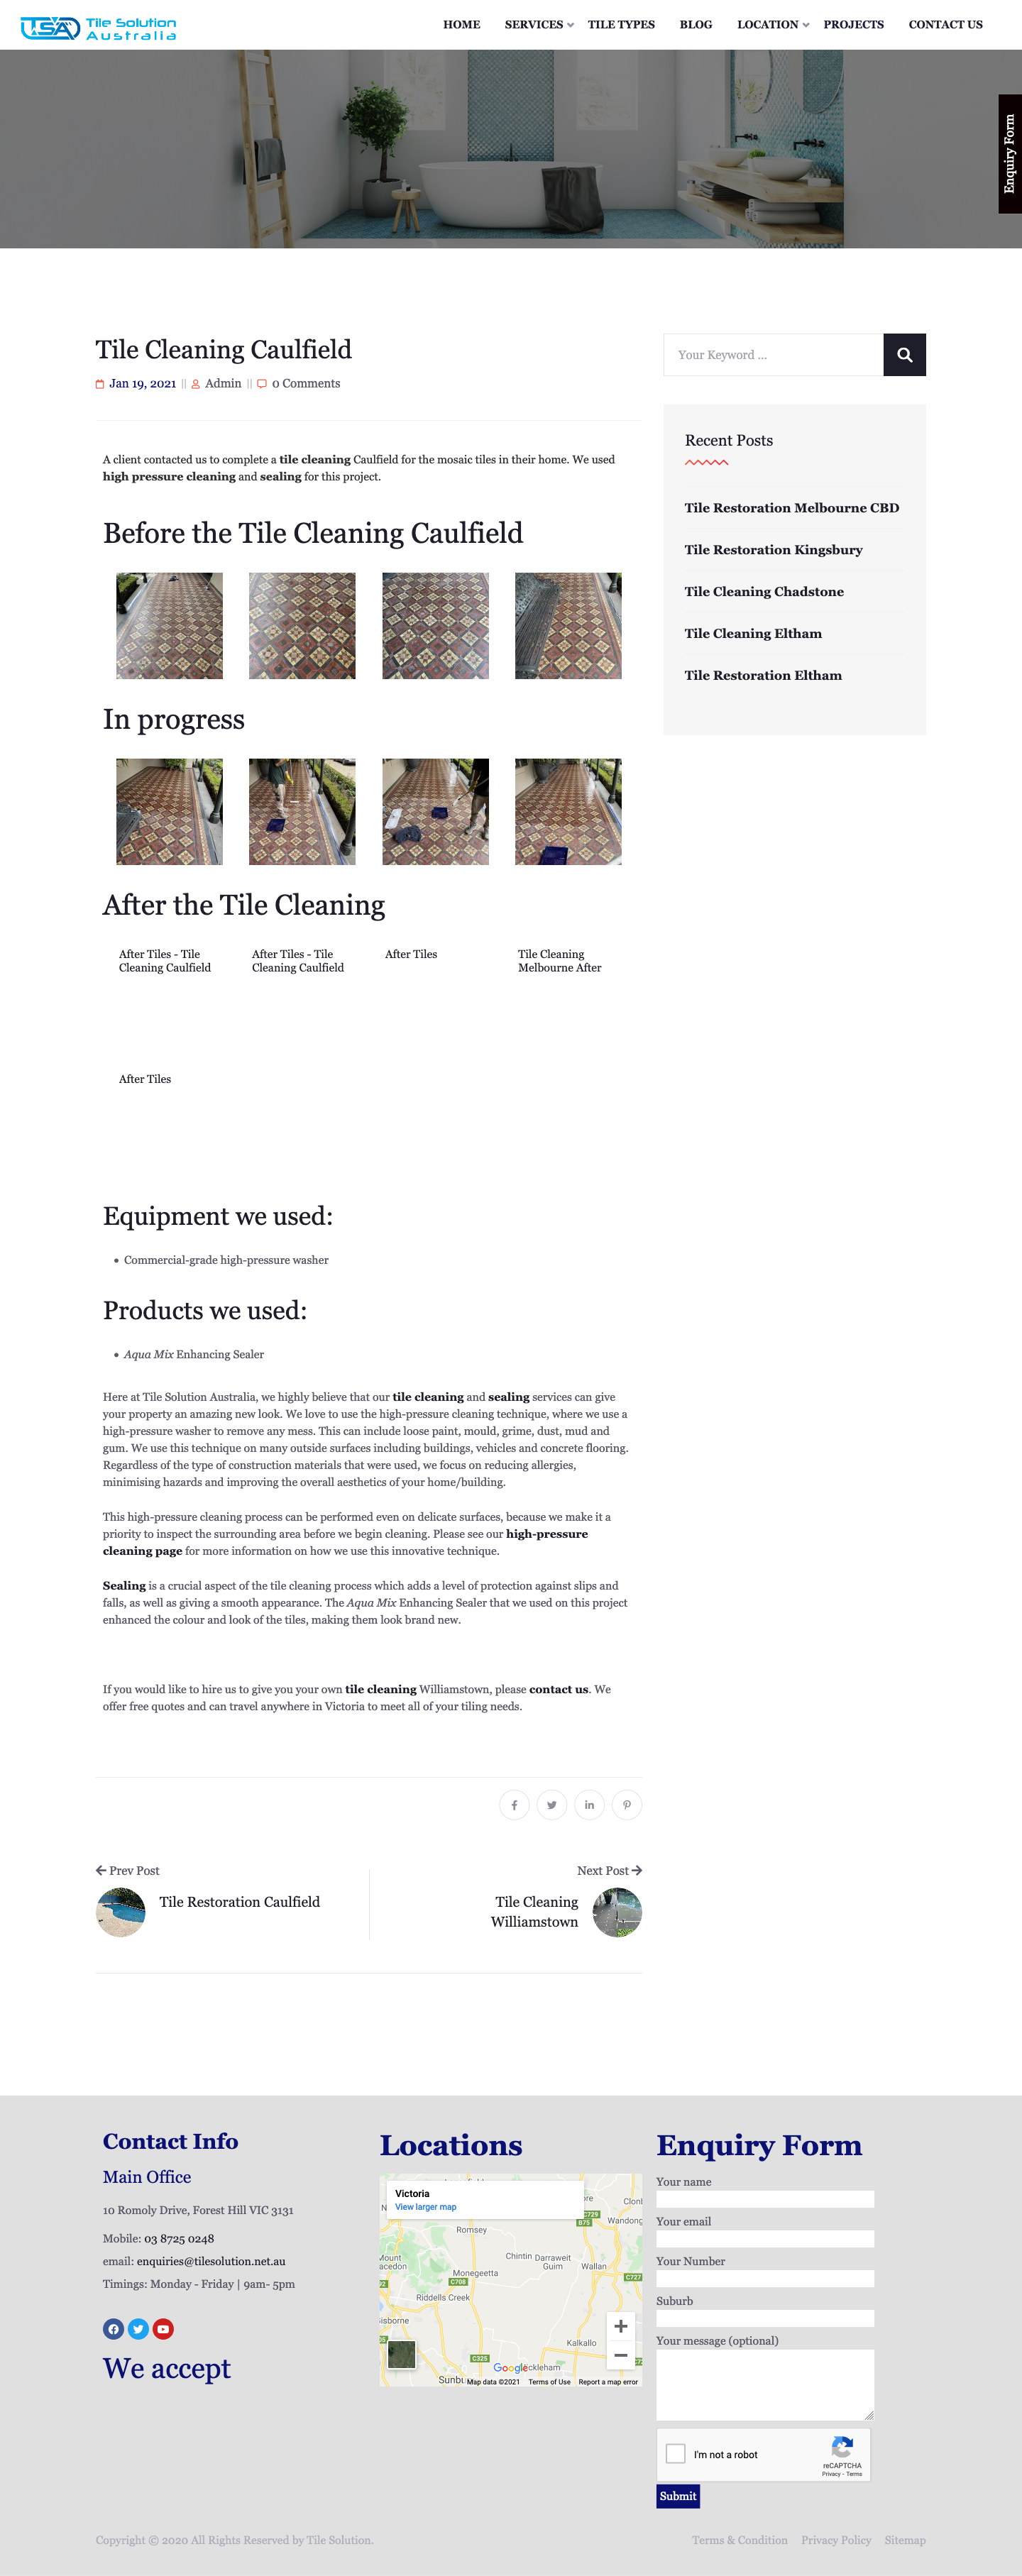 TSA Tile Solution
Australia
HOME SERVICES TILE TYPES BLOG LOCATION PROJECTS CONTACT US
Enquiry Form
Tile Cleaning Caulfield
Jan 19, 2021 || Admin || 0 Comments
Your Keyword ...
A client contacted us to complete a tile cleaning Caulfield for the mosaic tiles in their home. We used
high pressure cleaning and sealing for this project.
Recent Posts
Tile Restoration Melbourne CBD
Tile Restoration Kingsbury
Tile Cleaning Chadstone
Tile Cleaning Eltham
Tile Restoration Eltham
Before the Tile Cleaning Caulfield
In progress
After the Tile Cleaning
After Tiles - Tile
Cleaning Caulfield
After Tiles - Tile
Cleaning Caulfield
After Tiles
Tile Cleaning
Melbourne After
After Tiles
Equipment we used:
Commercial-grade high-pressure washer
Products we used:
Aqua Mix Enhancing Sealer
Here at Tile Solution Australia, we highly believe that our tile cleaning and sealing services can give
your property an amazing new look. We love to use the high-pressure cleaning technique, where we use a
high-pressure washer to remove any mess. This can include loose paint, mould, grime, dust, mud and
gum. We use this technique on many outside surfaces including buildings, vehicles and concrete flooring.
Regardless of the type of construction materials that were used, we focus on reducing allergies,
minimising hazards and improving the overall aesthetics of your home/building.
This high-pressure cleaning process can be performed even on delicate surfaces, because we make it a
priority to inspect the surrounding area before we begin cleaning. Please see our high-pressure
cleaning page for more information on how we use this innovative technique.
Sealing is a crucial aspect of the tile cleaning process which adds a level of protection against slips and
falls, as well as giving a smooth appearance. The Aqua Mix Enhancing Sealer that we used on this project
enhanced the colour and look of the tiles, making them look brand new.
If you would like to hire us to give you your own tile cleaning Williamstown, please contact us. We
offer free quotes and can travel anywhere in Victoria to meet all of your tiling needs.
Prev Post
Tile Restoration Caulfield
Next Post
Tile Cleaning
Williamstown
Contact Info
Main Office
10 Romoly Drive, Forest Hill VIC 3131
Mobile: 03 8725 0248
email: enquiries@tilesolution.net.au
Timings: Monday - Friday | 9am- 5pm
We accept
Locations
Victoria
View larger map
C729
B75
Clonl
Wandong
Romsey
Mount
acedon
Chintin
Darraweit
Guim
Wallan
Monegeetta
C708
C727
Riddells Creek
isborne
Kalkallo
C325
Google
ckleham
Sunbu
Map data ©2021 Terms of Use Report a map error
Enquiry Form
Your name
Your email
Your Number
Suburb
Your message (optional)
I'm not a robot
reCAPTCHA
Privacy - Terms
Submit
Copyright © 2020 All Rights Reserved by Tile Solution.
Terms & Condition Privacy Policy Sitemap